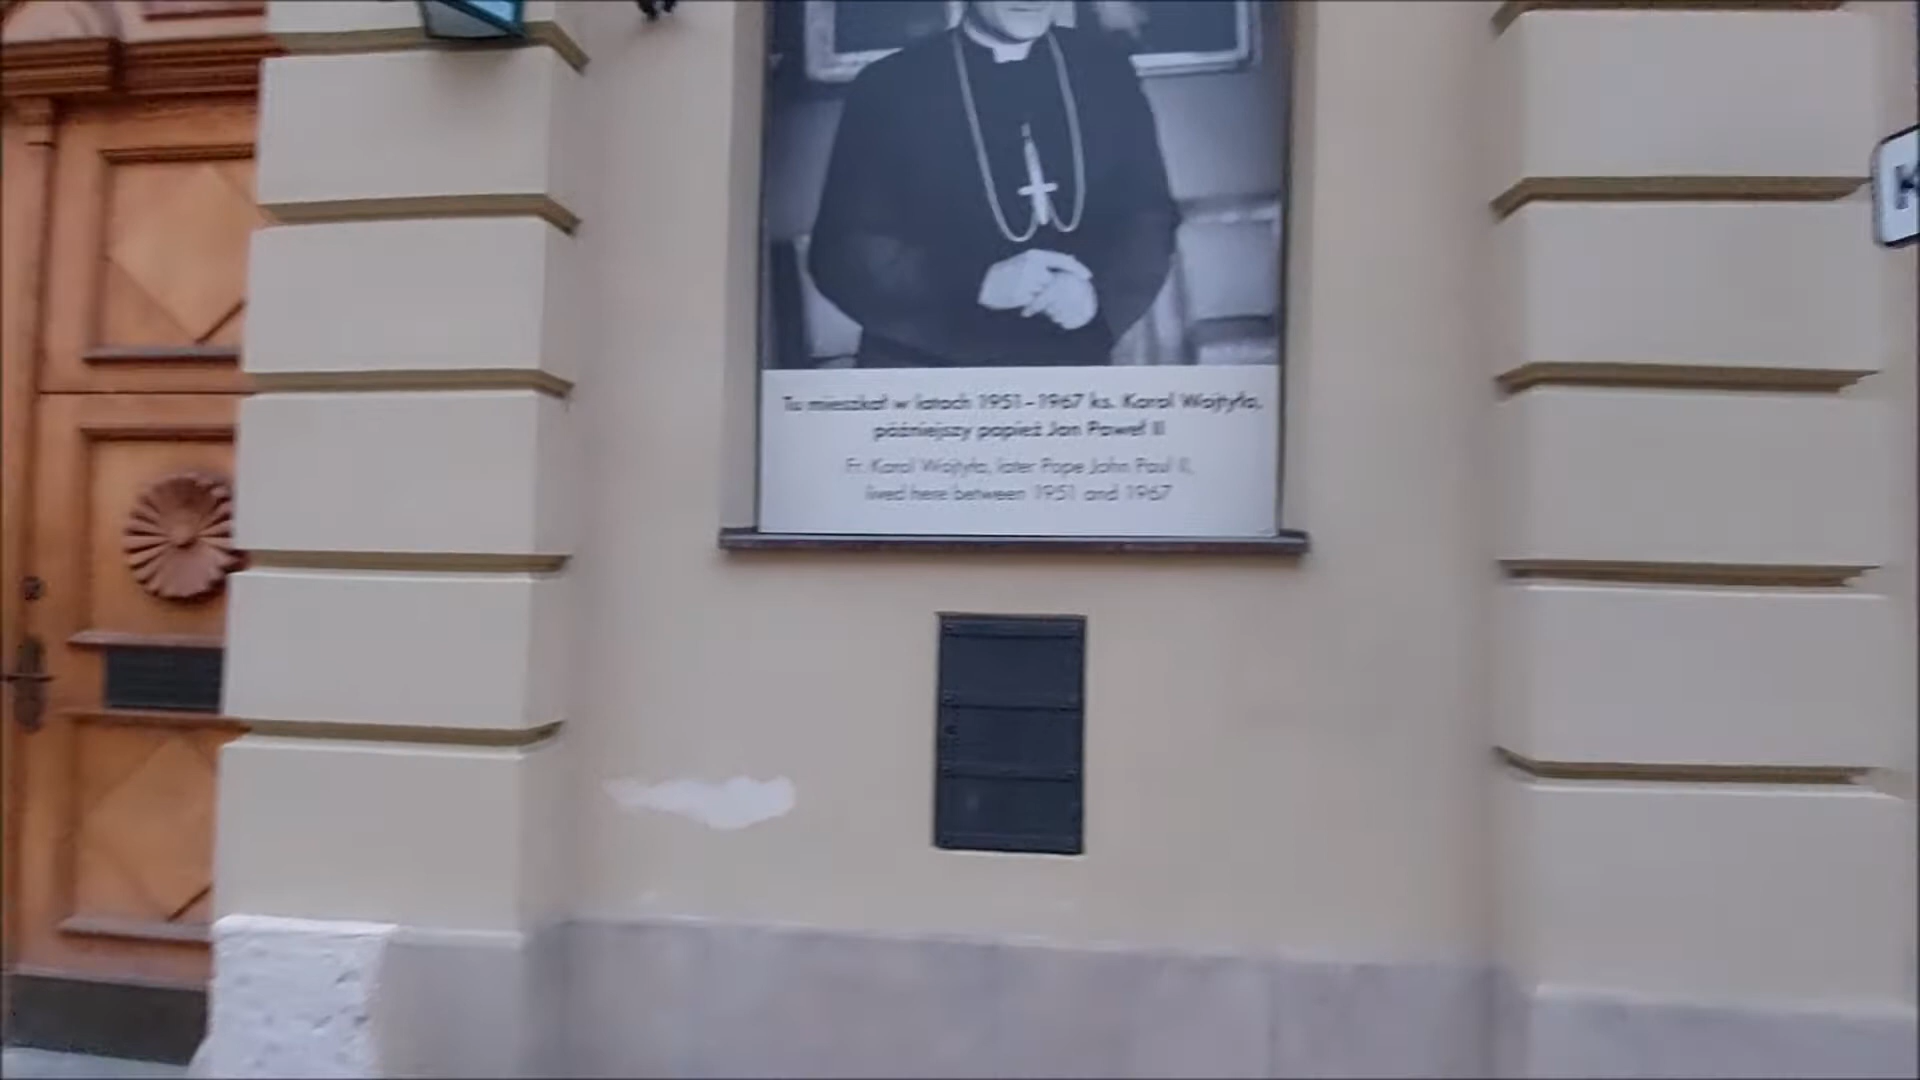 Tu mieszkał w latach 1951-1967 ks. Karol Wojtyła,
późniejszy papież Jan Paweł II
Fr. Karol Wojtyła, later Pope John Paul II,
lived here between 1951 and 1967